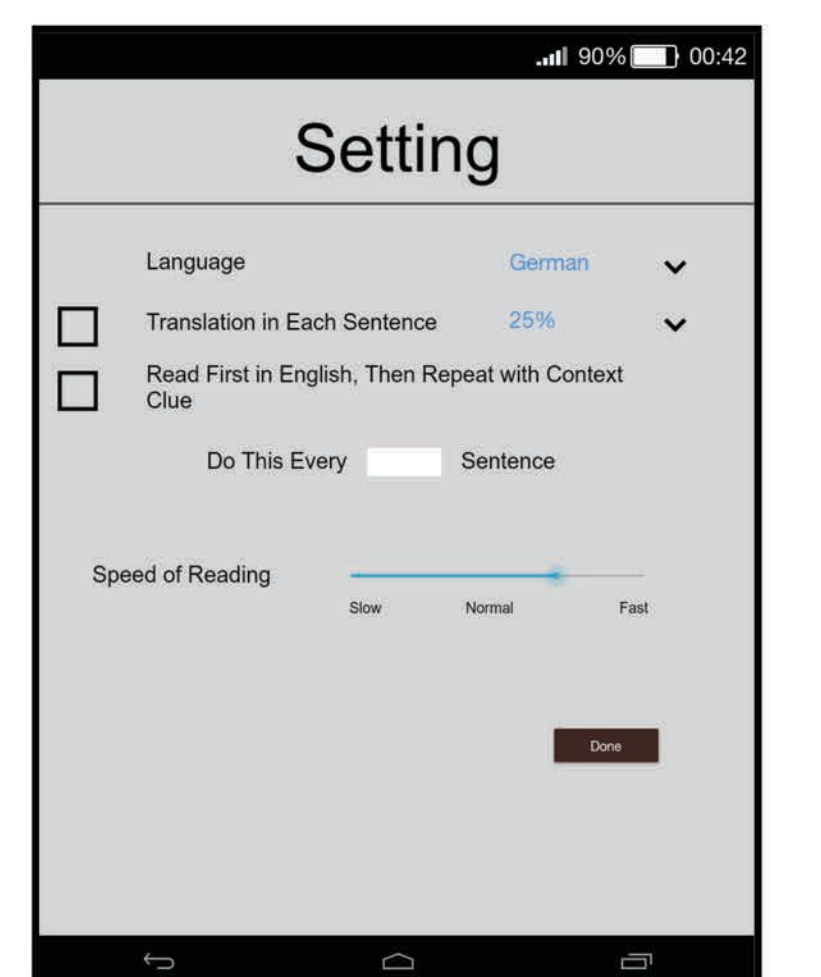 90% 00:42
Setting
Language German
Translation in Each Sentence 25%
Read First in English, Then Repeat with Context
Clue
Do This Every Sentence
Speed of Reading
Slow Normal Fast
Done